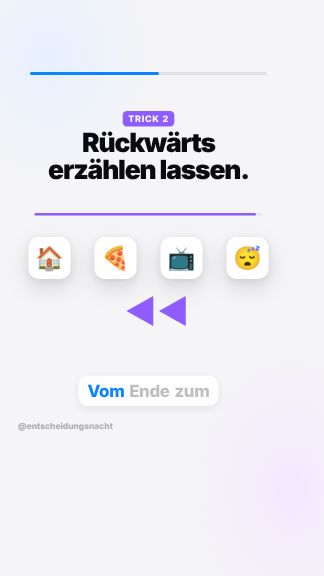 TRICK 2
Rückwärts
erzählen lassen.
Vom Ende zum
@entscheidungsnacht